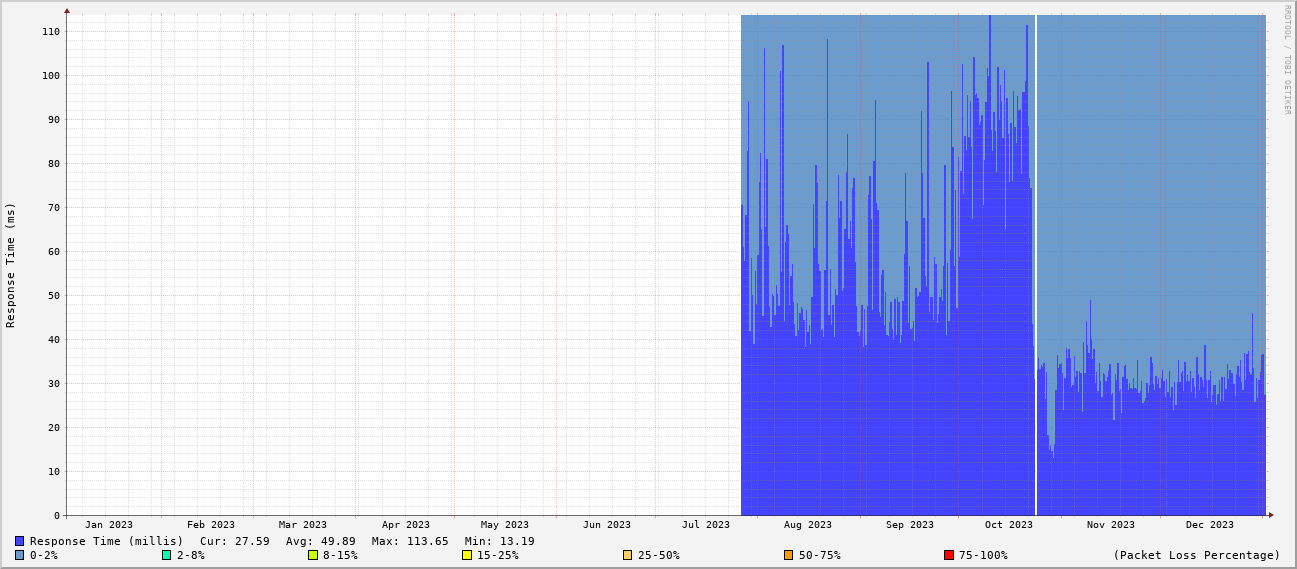 RRDTOOL / TOBI OETIKER
Response Time (ms)
110
100
90
80
70
60
50
40
30
20
10
0
Jan 2023 Feb 2023 Mar 2023 Apr 2023 May 2023 Jun 2023 Jul 2023 Aug 2023 Sep 2023 Oct 2023 Nov 2023 Dec 2023
Response Time (millis) Cur: 27.59 Avg: 49.89 Max: 113.65 Min: 13.19
0-2% 2-8% 8-15% 15-25% 25-50% 50-75% 75-100% (Packet Loss Percentage)